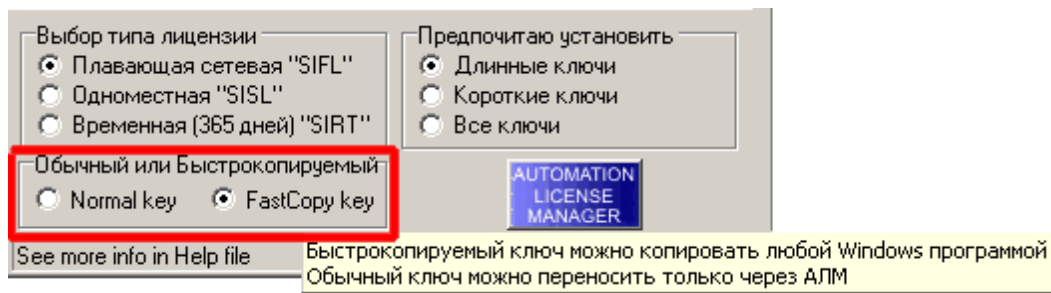 Выбор типа лицензии
Плавающая сетевая "SIFL"
Одноместная "SISL"
Временная (365 дней) "SIRT"
Предпочитаю установить
Длинные ключи
Короткие ключи
Все ключи
Обычный или Быстрокопируемый
Normal key FastCopy key
AUTOMATION
LICENSE
MANAGER
See more info in Help file
Быстрокопируемый ключ можно копировать любой Windows программой
Обычный ключ можно переносить только через АЛМ